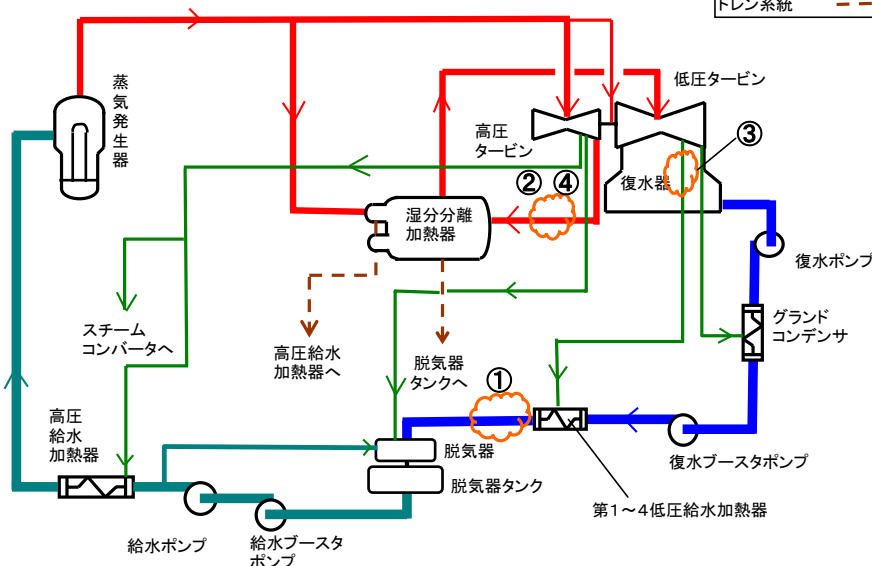 ドレン系統
蒸
気
発
生
器
低圧タービン
高圧
タービン
③
② ④
復水器
湿分分離
加熱器
復水ポンプ
スチーム
コンバータへ
高圧給水
加熱器へ
脱気器
タンクへ
グランド
コンデンサ
①
高圧
給水
加熱器
脱気器
復水ブースタポンプ
脱気器タンク
第1～4低圧給水加熱器
給水ポンプ
給水ブースタ
ポンプ